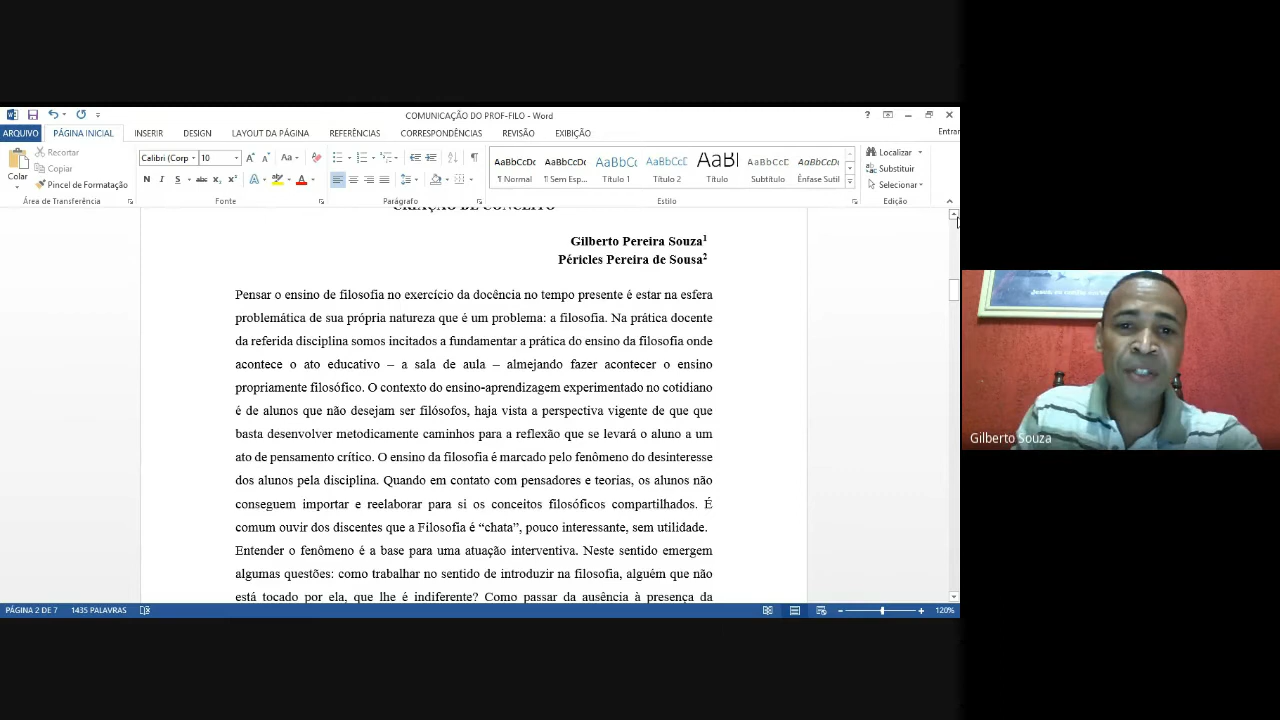 COMUNICAÇÃO DO PROF-FILO - Word
?
Entrar
ARQUIVO PÁGINA INICIAL INSERIR DESIGN LAYOUT DA PÁGINA REFERÊNCIAS CORRESPONDÊNCIAS REVISÃO EXIBIÇÃO
Colar
Recortar
Copiar
Pincel de Formatação
Área de Transferência
Calibri (Corp 10
Aa
N I S abc x₂ x²
Fonte
Parágrafo
AaBbCcDc AaBbCcDc AaBbCc AaBbCcD AaBl AaBbCcD AaBbCcDc
¶ Normal ¶ Sem Esp... Título 1 Título 2 Título Subtítulo Ênfase Sutil
Estilo
Localizar
Substituir
Selecionar
Edição
CRIAÇÃO DE CONCEITO
Gilberto Pereira Souza¹
Péricles Pereira de Sousa²
Pensar o ensino de filosofia no exercício da docência no tempo presente é estar na esfera
problemática de sua própria natureza que é um problema: a filosofia. Na prática docente
da referida disciplina somos incitados a fundamentar a prática do ensino da filosofia onde
acontece o ato educativo – a sala de aula – almejando fazer acontecer o ensino
propriamente filosófico. O contexto do ensino-aprendizagem experimentado no cotidiano
é de alunos que não desejam ser filósofos, haja vista a perspectiva vigente de que que
basta desenvolver metodicamente caminhos para a reflexão que se levará o aluno a um
ato de pensamento crítico. O ensino da filosofia é marcado pelo fenômeno do desinteresse
dos alunos pela disciplina. Quando em contato com pensadores e teorias, os alunos não
conseguem importar e reelaborar para si os conceitos filosóficos compartilhados. É
comum ouvir dos discentes que a Filosofia é “chata”, pouco interessante, sem utilidade.
Entender o fenômeno é a base para uma atuação interventiva. Neste sentido emergem
algumas questões: como trabalhar no sentido de introduzir na filosofia, alguém que não
está tocado por ela, que lhe é indiferente? Como passar da ausência à presença da
PÁGINA 2 DE 7 1435 PALAVRAS
120%
Gilberto Souza